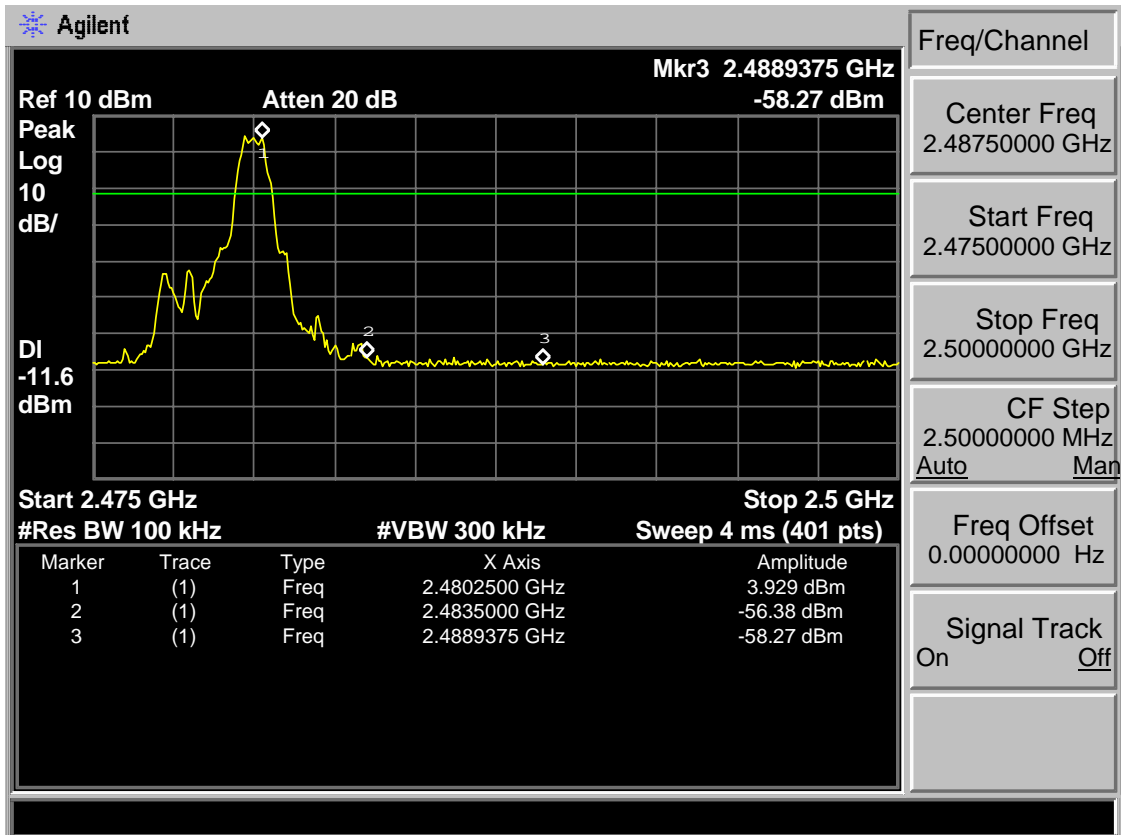 Agilent
Freq/Channel
Mkr3 2.4889375 GHz
Ref 10 dBm Atten 20 dB -58.27 dBm
Peak
Log
10
dB/
1
2
3
DI
-11.6
dBm
Start 2.475 GHz Stop 2.5 GHz
#Res BW 100 kHz #VBW 300 kHz Sweep 4 ms (401 pts)
Marker Trace Type X Axis Amplitude
1 (1) Freq 2.4802500 GHz 3.929 dBm
2 (1) Freq 2.4835000 GHz -56.38 dBm
3 (1) Freq 2.4889375 GHz -58.27 dBm
Center Freq
2.48750000 GHz
Start Freq
2.47500000 GHz
Stop Freq
2.50000000 GHz
CF Step
2.50000000 MHz
Auto Man
Freq Offset
0.00000000 Hz
Signal Track
On Off